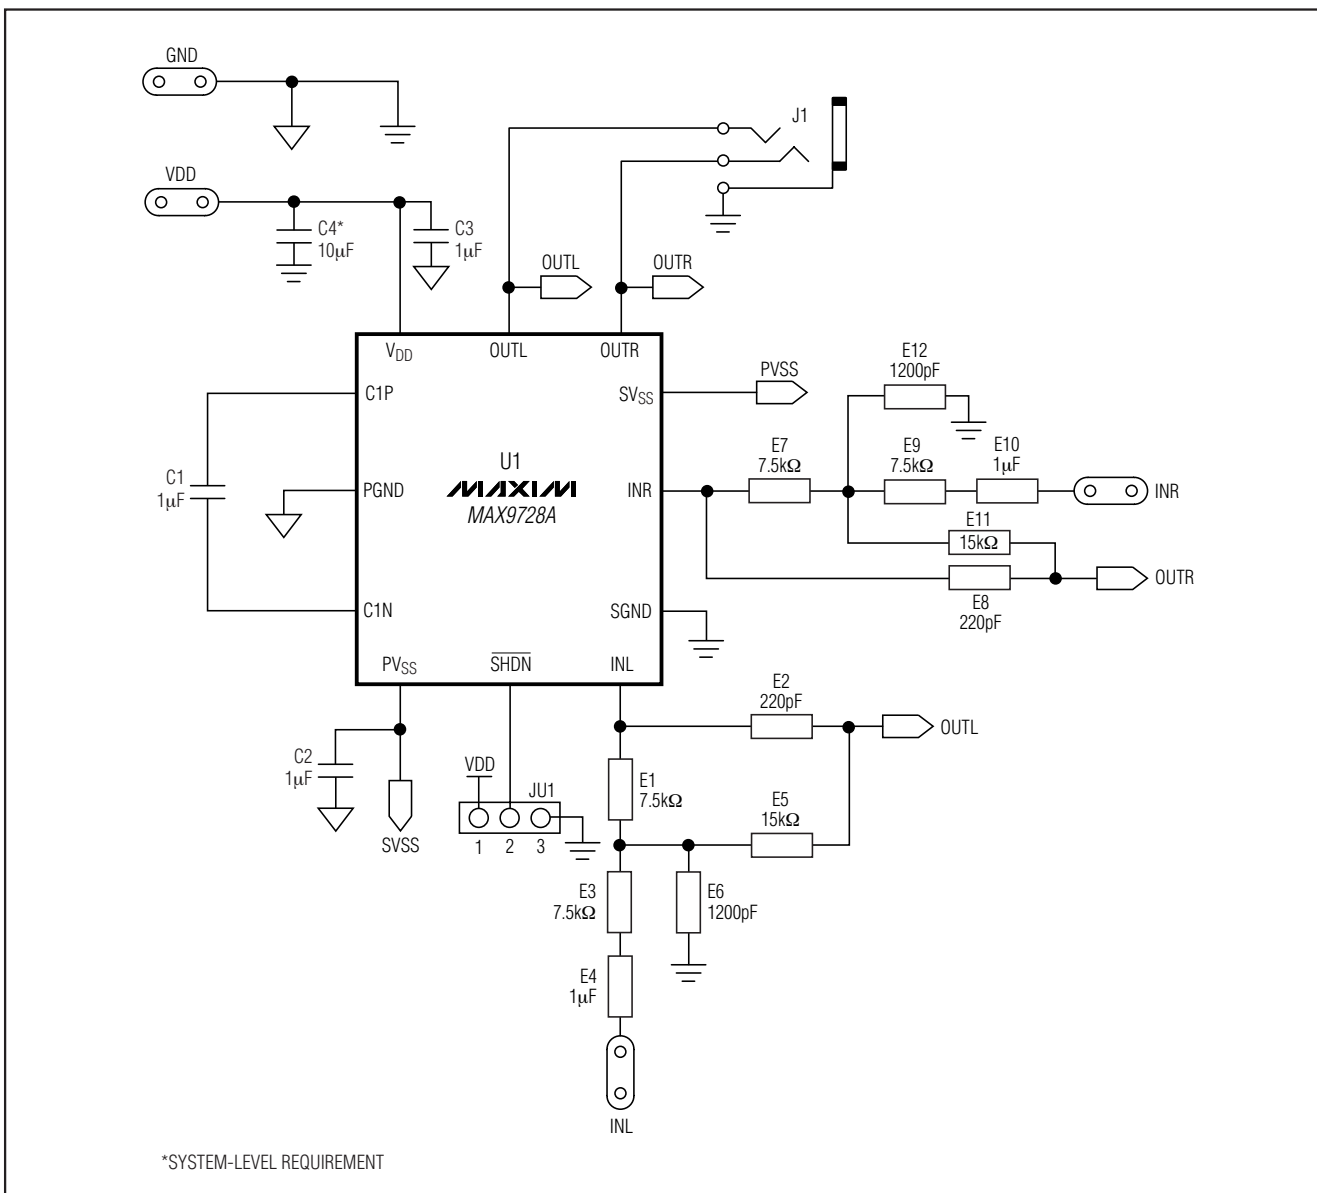 GND
J1
VDD
C4*
10µF
C3
1µF
OUTL
OUTR
VDD
OUTL
OUTR
C1P
SVSS
PVSS
E12
1200pF
C1
1µF
PGND
U1
MAXIM
MAX9728A
INR
E7
7.5kΩ
E9
7.5kΩ
E10
1µF
INR
E11
15kΩ
OUTR
E8
220pF
C1N
SGND
PVSS
SHDN
INL
E2
220pF
OUTL
C2
1µF
SVSS
VDD
JU1
1 2 3
E1
7.5kΩ
E5
15kΩ
E3
7.5kΩ
E6
1200pF
E4
1µF
INL
*SYSTEM-LEVEL REQUIREMENT